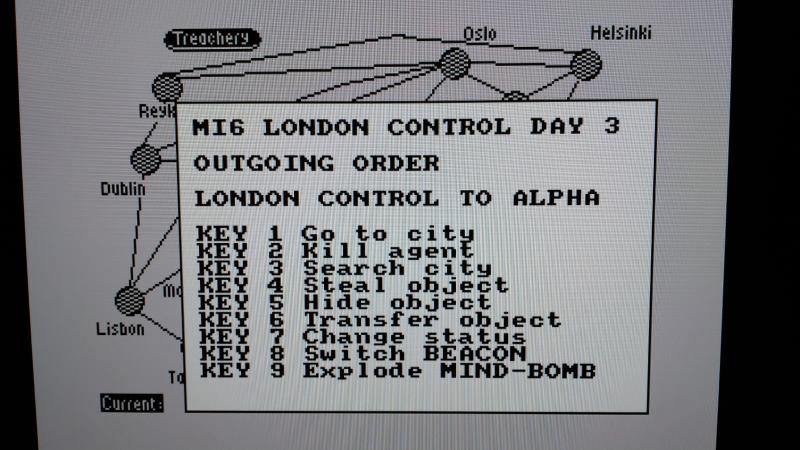 Treachery
Oslo
Helsinki
Reyk
MI6 LONDON CONTROL DAY 3
OUTGOING ORDER
Dublin
LONDON CONTROL TO ALPHA
KEY 1 Go to city
KEY 2 Kill agent
KEY 3 Search city
KEY 4 Steal object
KEY 5 Hide object
KEY 6 Transfer object
KEY 7 Change status
KEY 8 Switch BEACON
KEY 9 Explode MIND-BOMB
Ma
Lisbon
To
Current: